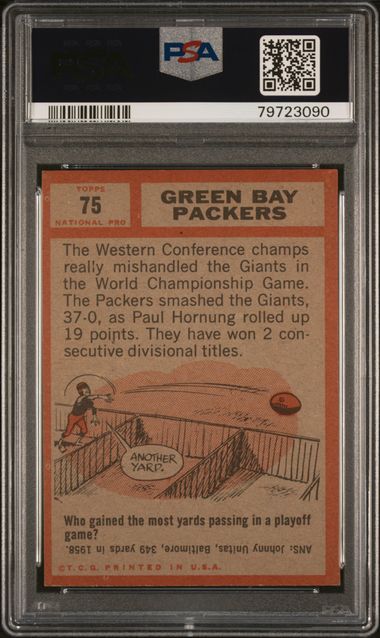 PSA
79723090
TOPPS
75
NATIONAL PRO
GREEN BAY
PACKERS
The Western Conference champs
really mishandled the Giants in
the World Championship Game.
The Packers smashed the Giants,
37-0, as Paul Hornung rolled up
19 points. They have won 2 con-
secutive divisional titles.
ANOTHER
YARD.
Who gained the most yards passing in a playoff
game?
ANS: Johnny Unitas, Baltimore, 349 yards in 1958.
©T.C.G. PRINTED IN U.S.A.